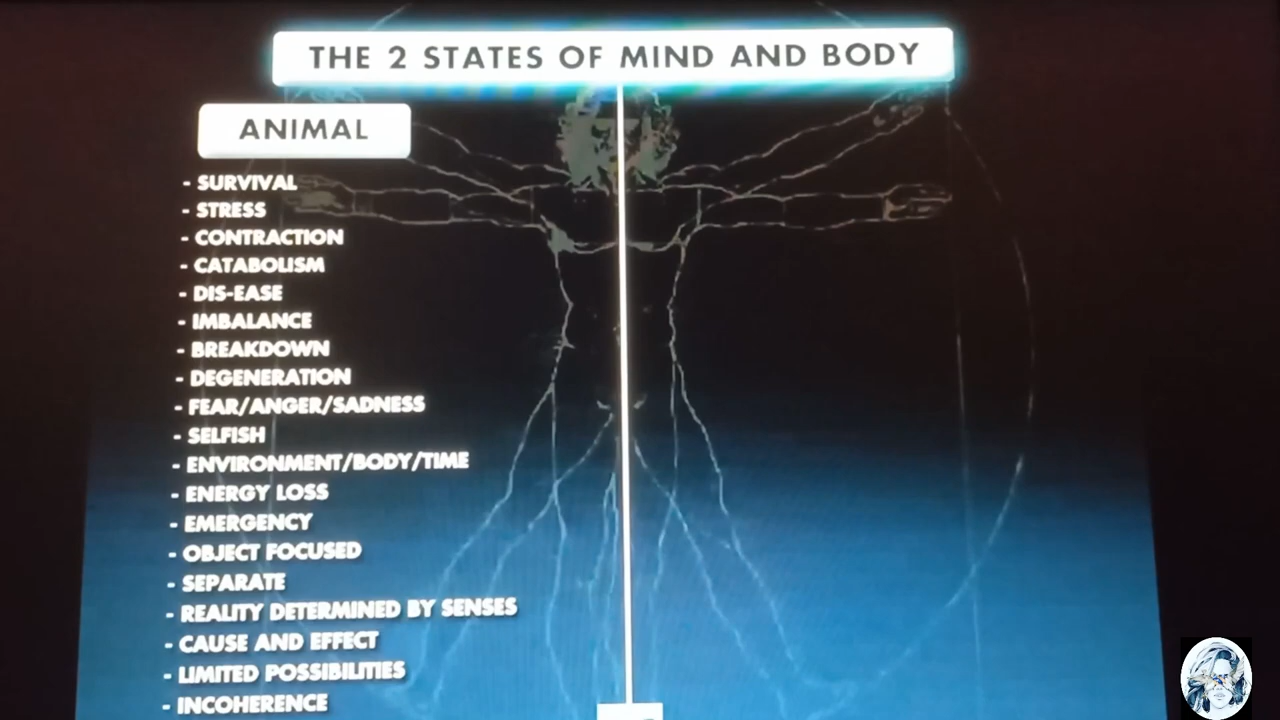 THE 2 STATES OF MIND AND BODY
ANIMAL
- SURVIVAL
- STRESS
- CONTRACTION
- CATABOLISM
- DIS-EASE
- IMBALANCE
- BREAKDOWN
- DEGENERATION
- FEAR/ANGER/SADNESS
- SELFISH
- ENVIRONMENT/BODY/TIME
- ENERGY LOSS
- EMERGENCY
- OBJECT FOCUSED
- SEPARATE
- REALITY DETERMINED BY SENSES
- CAUSE AND EFFECT
- LIMITED POSSIBILITIES
- INCOHERENCE